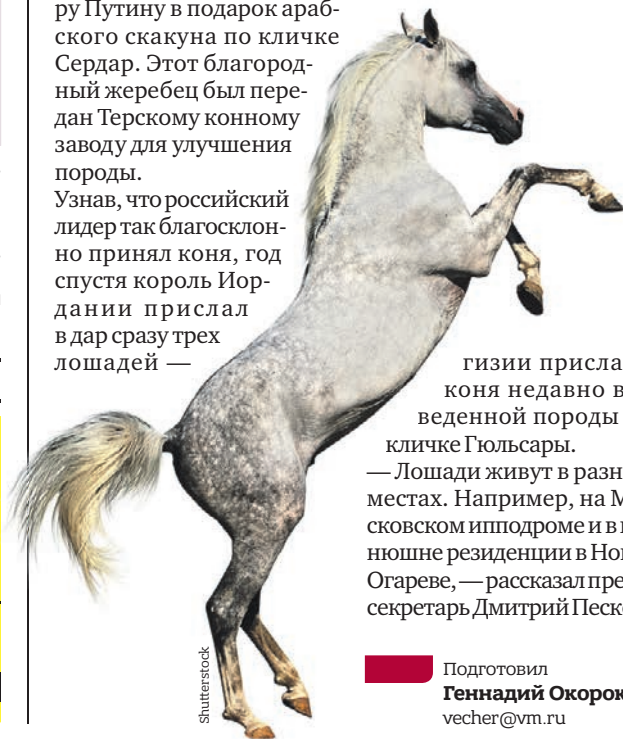 ру Путину в подарок араб-
ского скакуна по кличке
Сердар. Этот благород-
ный жеребец был пере-
дан Терскому конному
заводу для улучшения
породы.
Узнав, что российский
лидер так благосклон-
но принял коня, год
спустя король Иор-
дании прислал
в дар сразу трех
лошадей —
гизии присла
коня недавно в
веденной породы
кличке Гюльсары.
— Лошади живут в разн
местах. Например, на М
сковском ипподроме и в
нюшне резиденции в Но
Огареве, — рассказал пре
секретарь Дмитрий Песк
Shutterstock
Подготовил
Геннадий Окорок
vecher@vm.ru